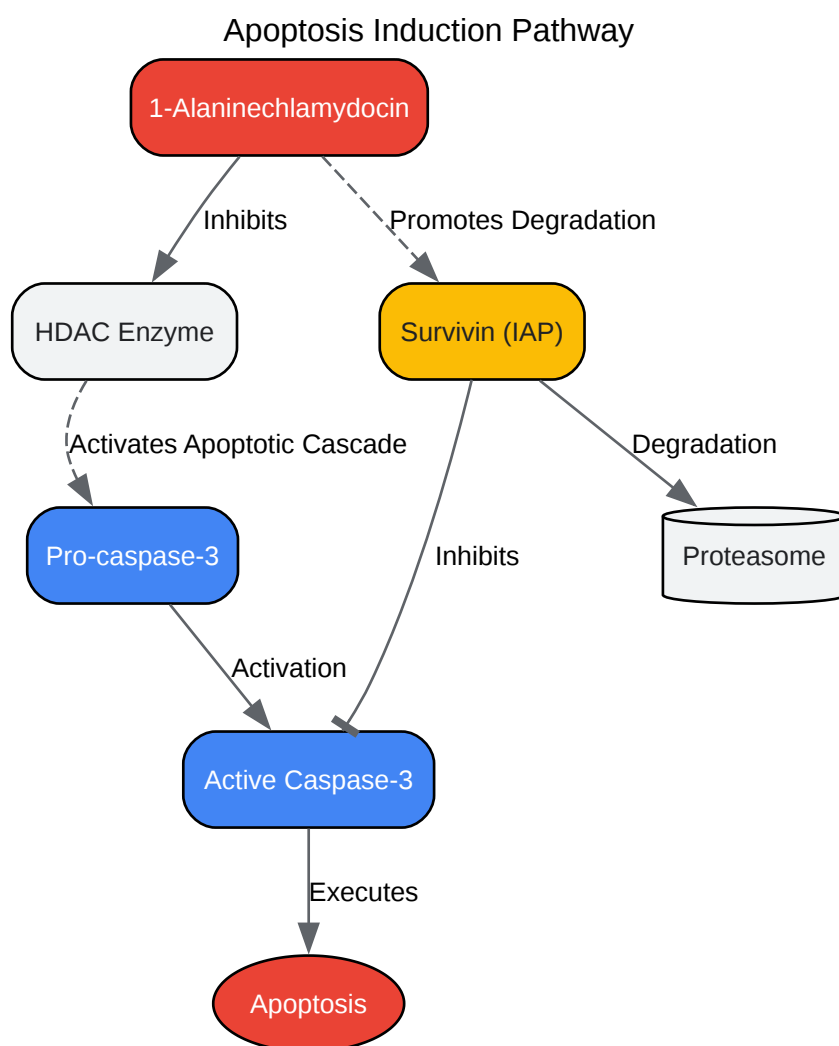 Apoptosis Induction Pathway
1-Alaninechlamydocin
Inhibits
Promotes Degradation
HDAC Enzyme
Survivin (IAP)
Activates Apoptotic Cascade
Degradation
Pro-caspase-3
Inhibits
Proteasome
Activation
Active Caspase-3
Executes
Apoptosis